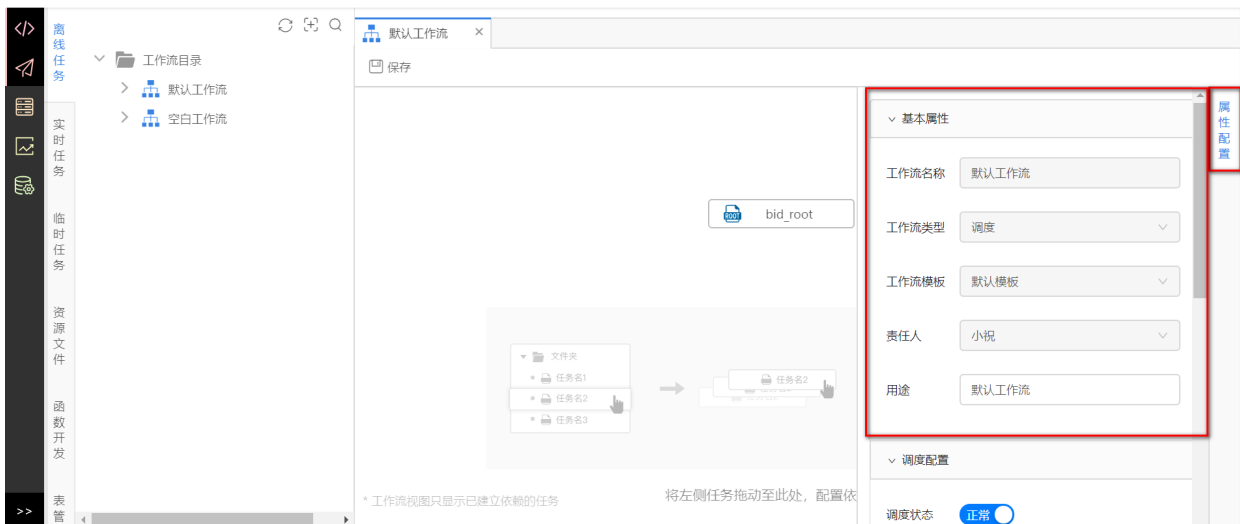 离线任务
实时任务
临时任务
资源文件
函数开发
表管
>>
工作流目录
默认工作流
空白工作流
默认工作流 ×
保存
bid_root
ROOT
文件夹
任务名1
任务名2
任务名3
任务名2
* 工作流视图只显示已建立依赖的任务
将左侧任务拖动至此处，配置依
基本属性
工作流名称 默认工作流
工作流类型 调度
工作流模板 默认模板
责任人 小祝
用途 默认工作流
调度配置
调度状态 正常
属性配置